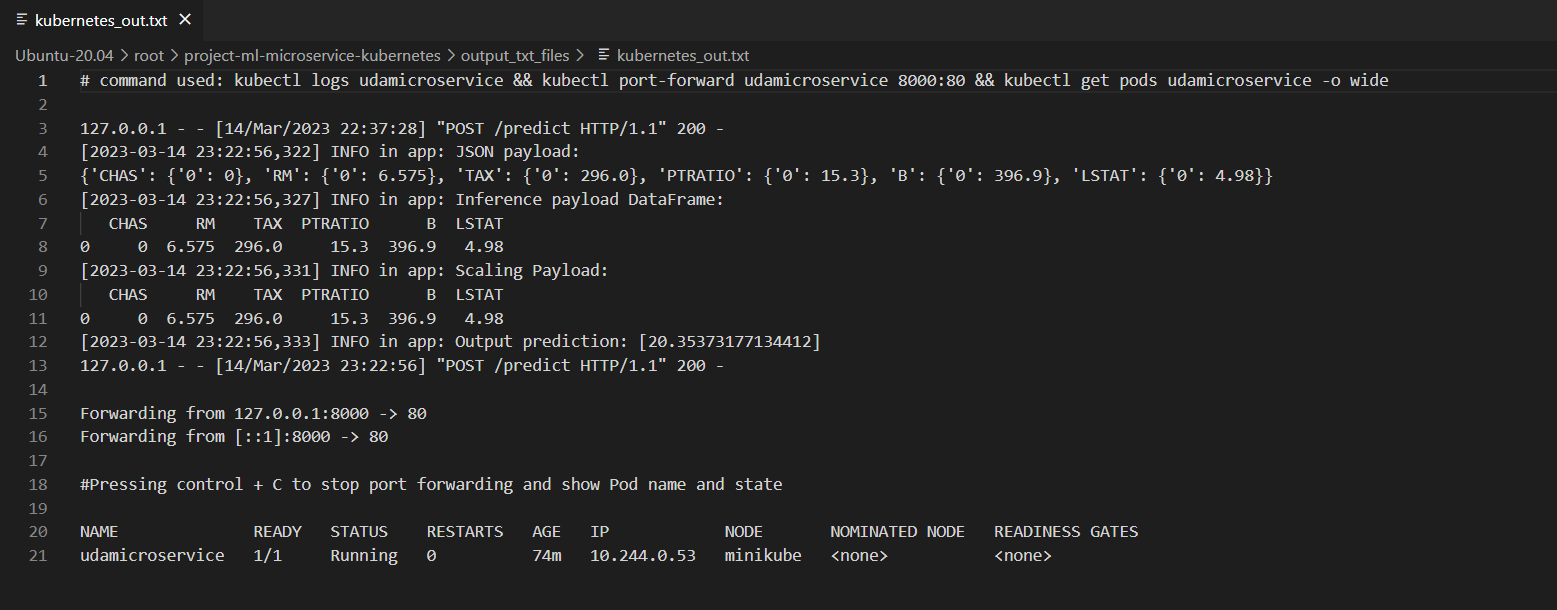 kubernetes_out.txt ×
Ubuntu-20.04 > root > project-ml-microservice-kubernetes > output_txt_files > kubernetes_out.txt
1 # command used: kubectl logs udamicroservice && kubectl port-forward udamicroservice 8000:80 && kubectl get pods udamicroservice -o wide
2
3 127.0.0.1 - - [14/Mar/2023 22:37:28] "POST /predict HTTP/1.1" 200 -
4 [2023-03-14 23:22:56,322] INFO in app: JSON payload:
5 {'CHAS': {'0': 0}, 'RM': {'0': 6.575}, 'TAX': {'0': 296.0}, 'PTRATIO': {'0': 15.3}, 'B': {'0': 396.9}, 'LSTAT': {'0': 4.98}}
6 [2023-03-14 23:22:56,327] INFO in app: Inference payload DataFrame:
7    CHAS     RM    TAX  PTRATIO      B  LSTAT
8 0     0  6.575  296.0     15.3  396.9   4.98
9 [2023-03-14 23:22:56,331] INFO in app: Scaling Payload:
10    CHAS     RM    TAX  PTRATIO      B  LSTAT
11 0     0  6.575  296.0     15.3  396.9   4.98
12 [2023-03-14 23:22:56,333] INFO in app: Output prediction: [20.35373177134412]
13 127.0.0.1 - - [14/Mar/2023 23:22:56] "POST /predict HTTP/1.1" 200 -
14
15 Forwarding from 127.0.0.1:8000 -> 80
16 Forwarding from [::1]:8000 -> 80
17
18 #Pressing control + C to stop port forwarding and show Pod name and state
19
20 NAME              READY   STATUS    RESTARTS   AGE   IP            NODE       NOMINATED NODE   READINESS GATES
21 udamicroservice   1/1     Running   0          74m   10.244.0.53   minikube   <none>           <none>